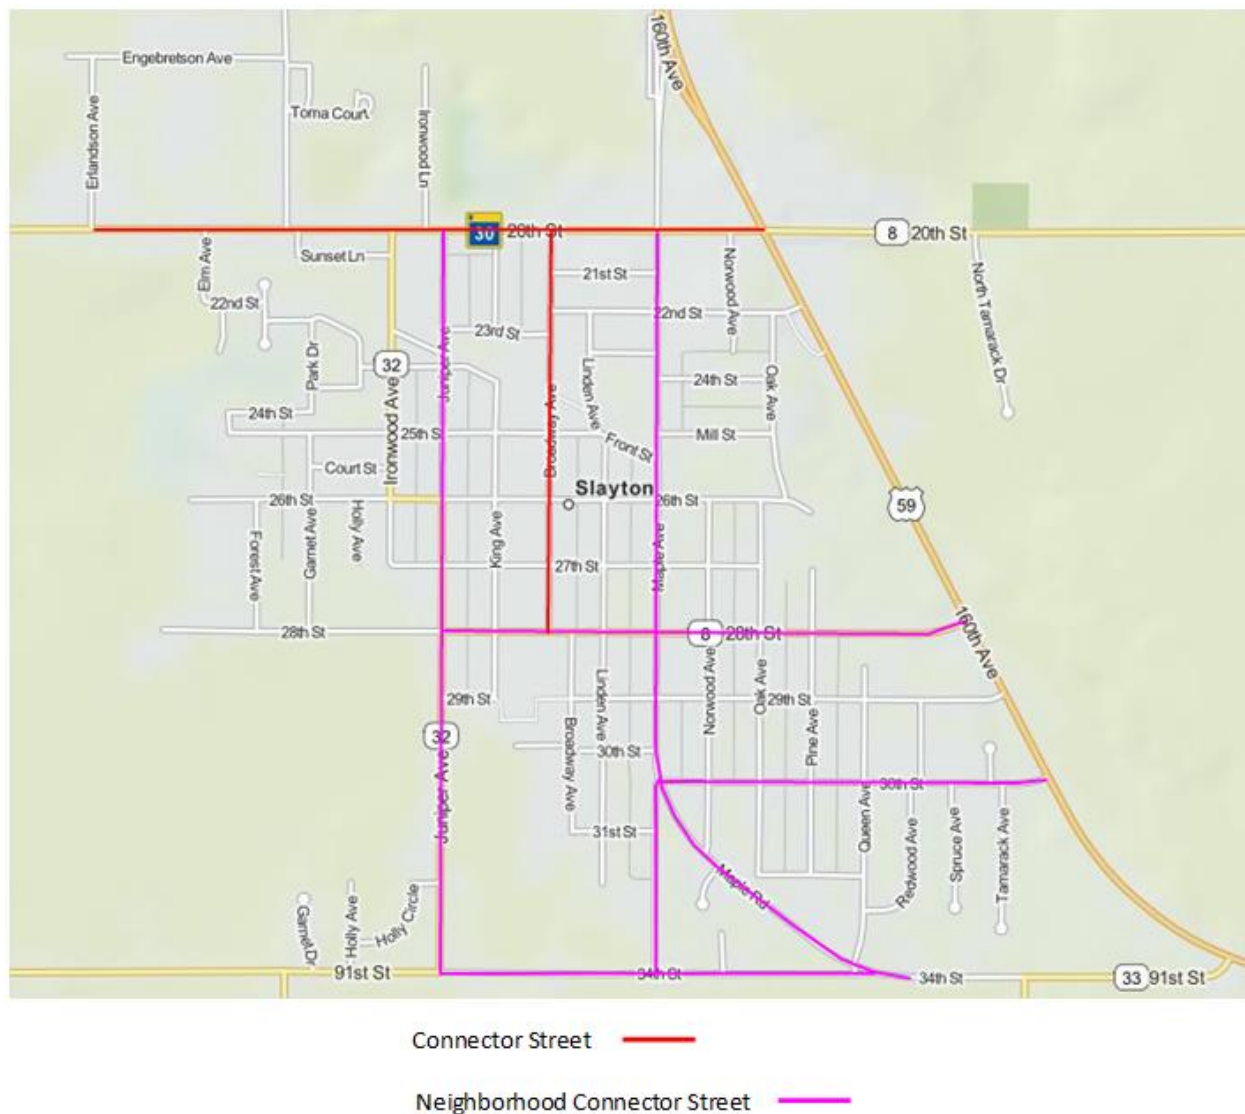 160th Ave
Engebretson Ave
Erlandson Ave
Toma Court
Ironwood Ln
30
20th St
8
20th St
Elm Ave
Sunset Ln
21st St
Norwood Ave
North Tamarack Dr
22nd St
22nd St
23rd St
Juniper Ave
Park Dr
32
Linden Ave
24th St
Oak Ave
24th St
Ironwood Ave
25th S
Broadway Ave
Front St
Mill St
Court St
Slayton
59
26th St
26th St
Holly Ave
Garnet Ave
Forest Ave
King Ave
27th St
Maple Ave
28th St
8
28th St
160th Ave
29th St
Linden Ave
Norwood Ave
Oak Ave
29th St
Pine Ave
32
Juniper Ave
Broadway Ave
30th St
30th St
31st St
Queen Ave
Redwood Ave
Spruce Ave
Tamarack Ave
Maple Rd
Garnet Dr
Holly Ave
Holly Circle
91st St
34th St
34th St
33
91st St
Connector Street
Neighborhood Connector Street